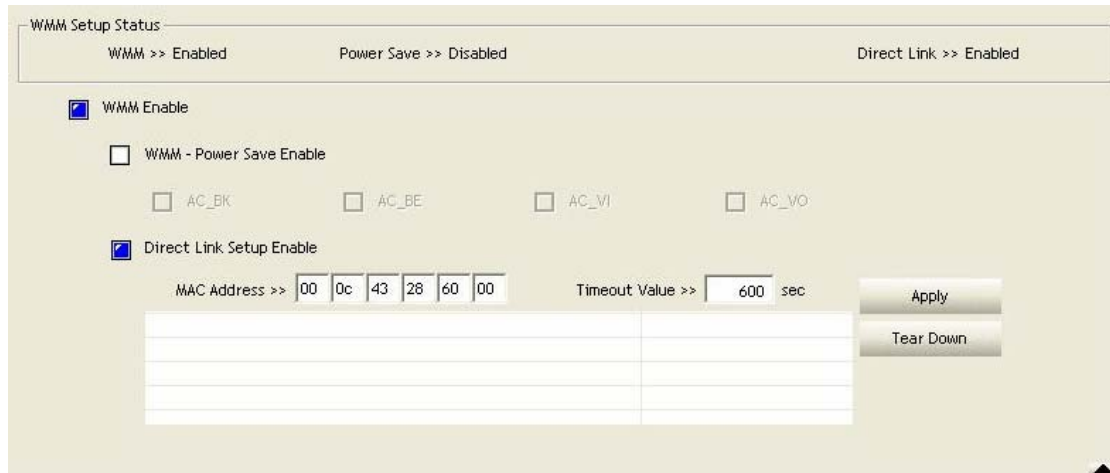 WMM Setup Status
WMM >> Enabled Power Save >> Disabled Direct Link >> Enabled
WMM Enable
WMM - Power Save Enable
AC_BK AC_BE AC_VI AC_VO
Direct Link Setup Enable
MAC Address >> 00 0c 43 28 60 00 Timeout Value >> 600 sec Apply
Tear Down